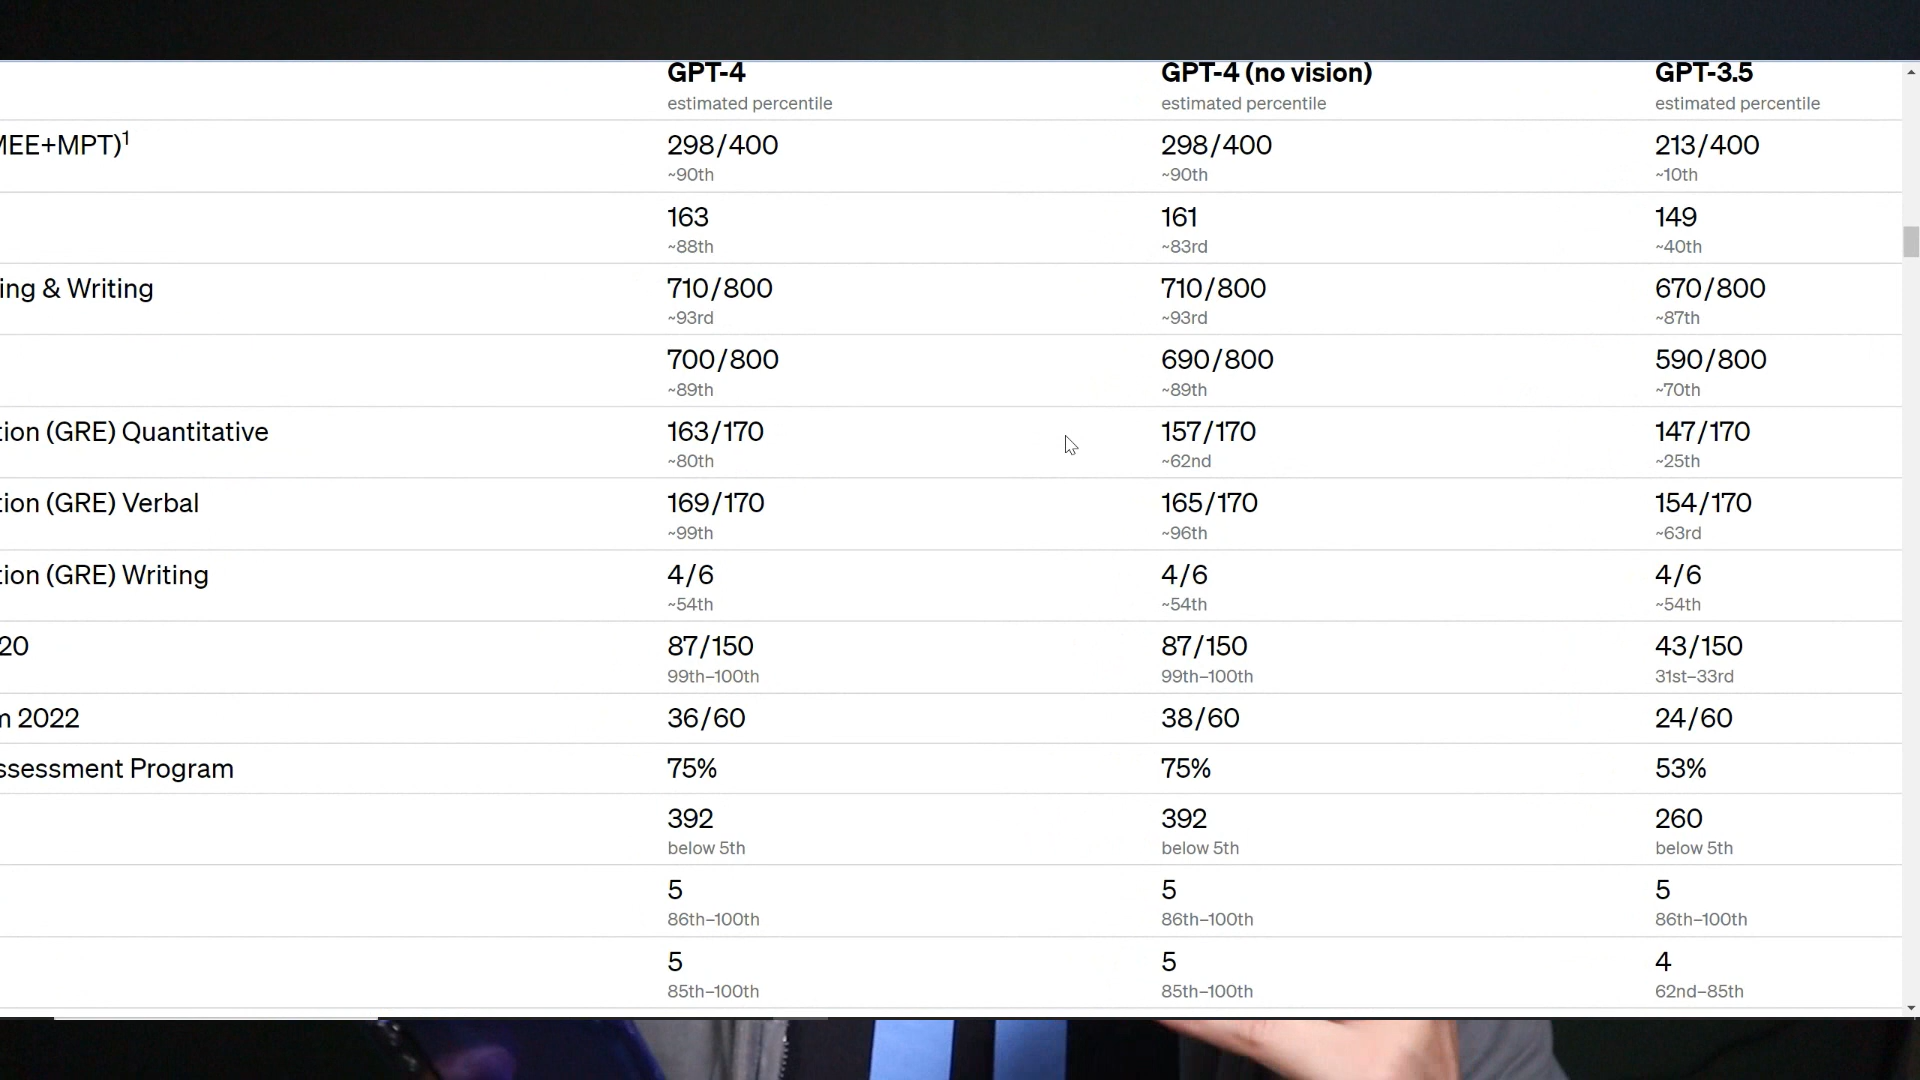 GPT-4 GPT-4 (no vision) GPT-3.5
estimated percentile estimated percentile estimated percentile
MEE+MPT)1 298/400 298/400 213/400
~90th ~90th ~10th
163 161 149
~88th ~83rd ~40th
ing & Writing 710/800 710/800 670/800
~93rd ~93rd ~87th
700/800 690/800 590/800
~89th ~89th ~70th
tion (GRE) Quantitative 163/170 157/170 147/170
~80th ~62nd ~25th
tion (GRE) Verbal 169/170 165/170 154/170
~99th ~96th ~63rd
tion (GRE) Writing 4/6 4/6 4/6
~54th ~54th ~54th
20 87/150 87/150 43/150
99th–100th 99th–100th 31st–33rd
m 2022 36/60 38/60 24/60
ssessment Program 75% 75% 53%
392 392 260
below 5th below 5th below 5th
5 5 5
86th–100th 86th–100th 86th–100th
5 5 4
85th–100th 85th–100th 62nd–85th